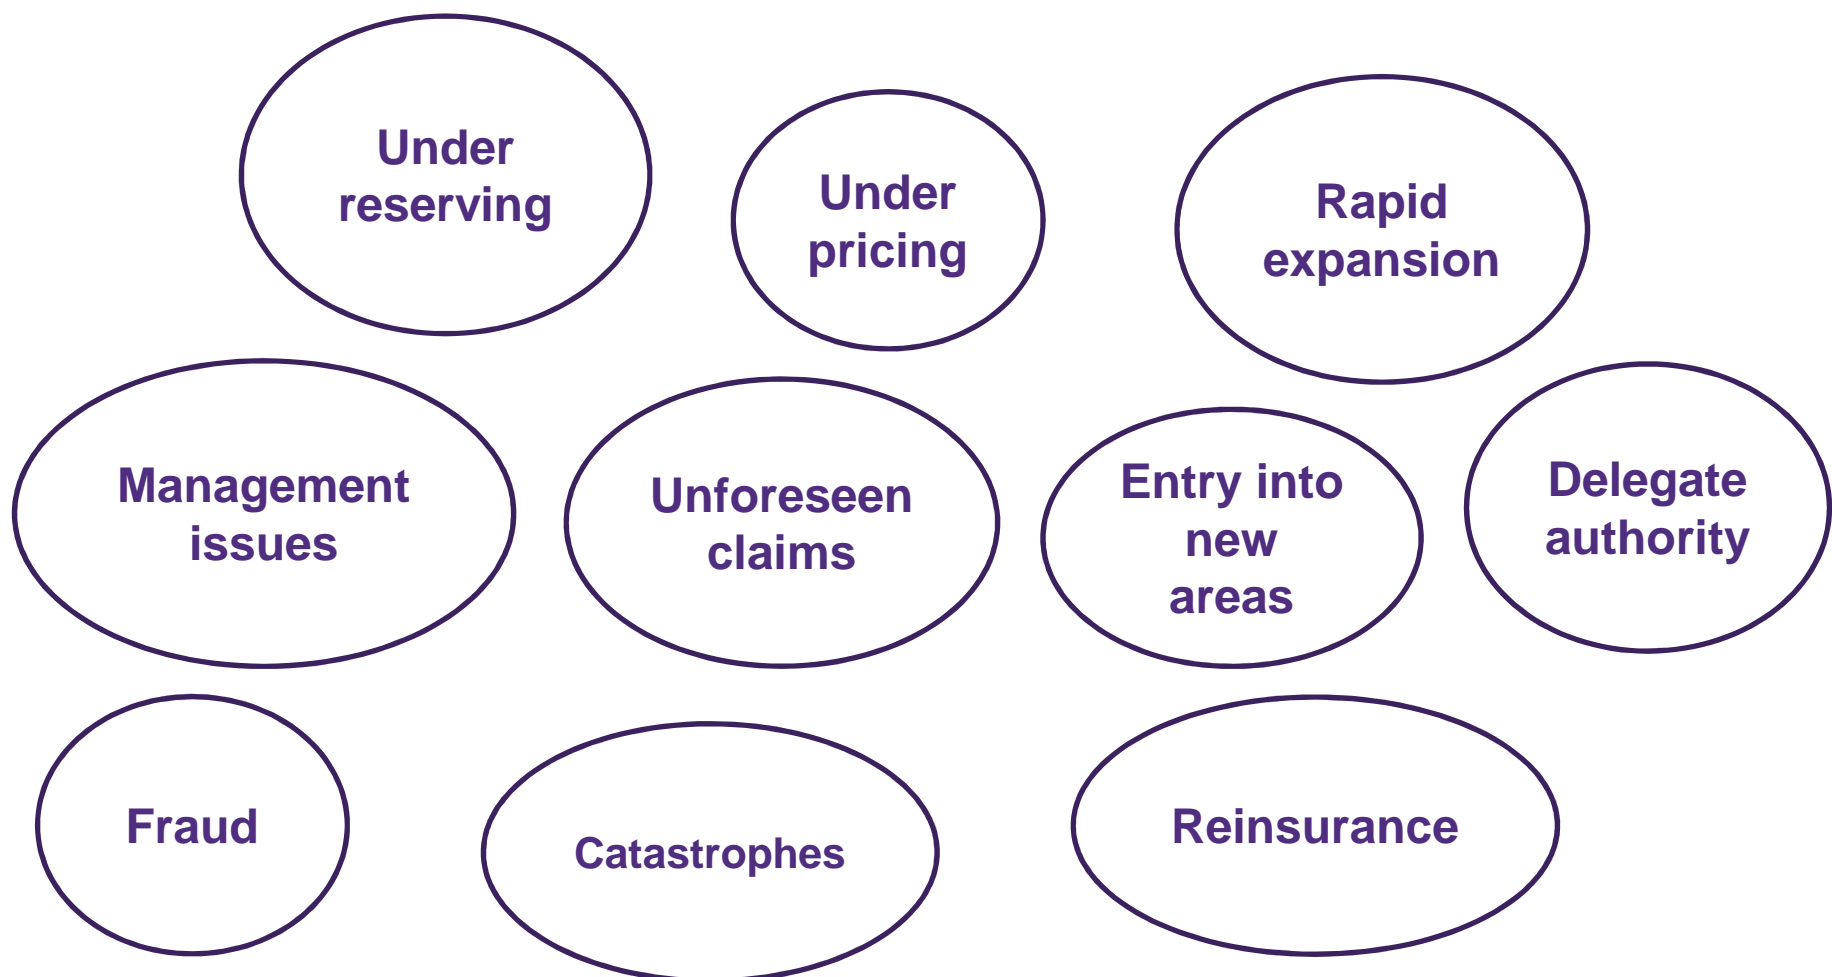 Under
reserving
Under
pricing
Rapid
expansion
Management
issues
Unforeseen
claims
Entry into
new
areas
Delegate
authority
Fraud
Catastrophes
Reinsurance